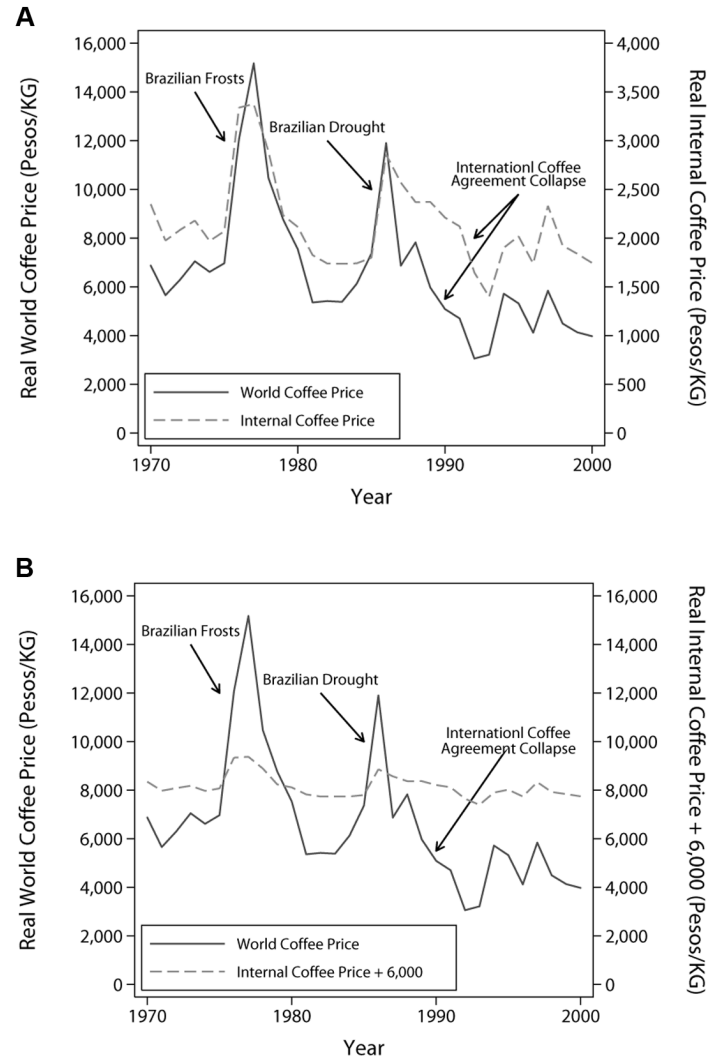 A
Real World Coffee Price (Pesos/KG)
16,000
14,000
12,000
10,000
8,000
6,000
4,000
2,000
0
Brazilian Frosts
Brazilian Drought
Internationl Coffee
Agreement Collapse
World Coffee Price
Internal Coffee Price
4,000
3,500
3,000
2,500
2,000
1,500
1,000
500
0
Real Internal Coffee Price (Pesos/KG)
1970 1980 1990 2000
Year
B
Real World Coffee Price (Pesos/KG)
16,000
14,000
12,000
10,000
8,000
6,000
4,000
2,000
0
Brazilian Frosts
Brazilian Drought
Internationl Coffee
Agreement Collapse
World Coffee Price
Internal Coffee Price + 6,000
16,000
14,000
12,000
10,000
8,000
6,000
4,000
2,000
0
Real Internal Coffee Price + 6,000 (Pesos/KG)
1970 1980 1990 2000
Year